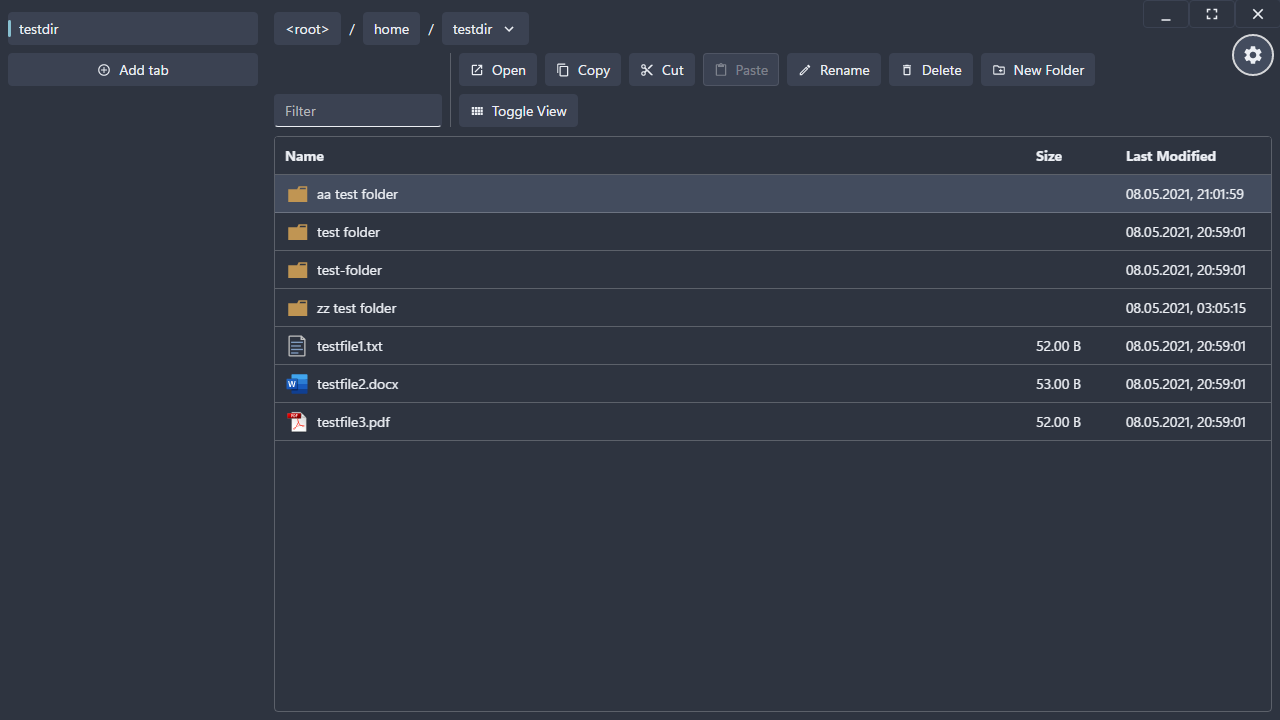 testdir
<root> / home / testdir
Add tab
Open Copy Cut Paste Rename Delete New Folder
Filter
Toggle View
Name Size Last Modified
aa test folder 08.05.2021, 21:01:59
test folder 08.05.2021, 20:59:01
test-folder 08.05.2021, 20:59:01
zz test folder 08.05.2021, 03:05:15
testfile1.txt 52.00 B 08.05.2021, 20:59:01
W testfile2.docx 53.00 B 08.05.2021, 20:59:01
PDF testfile3.pdf 52.00 B 08.05.2021, 20:59:01